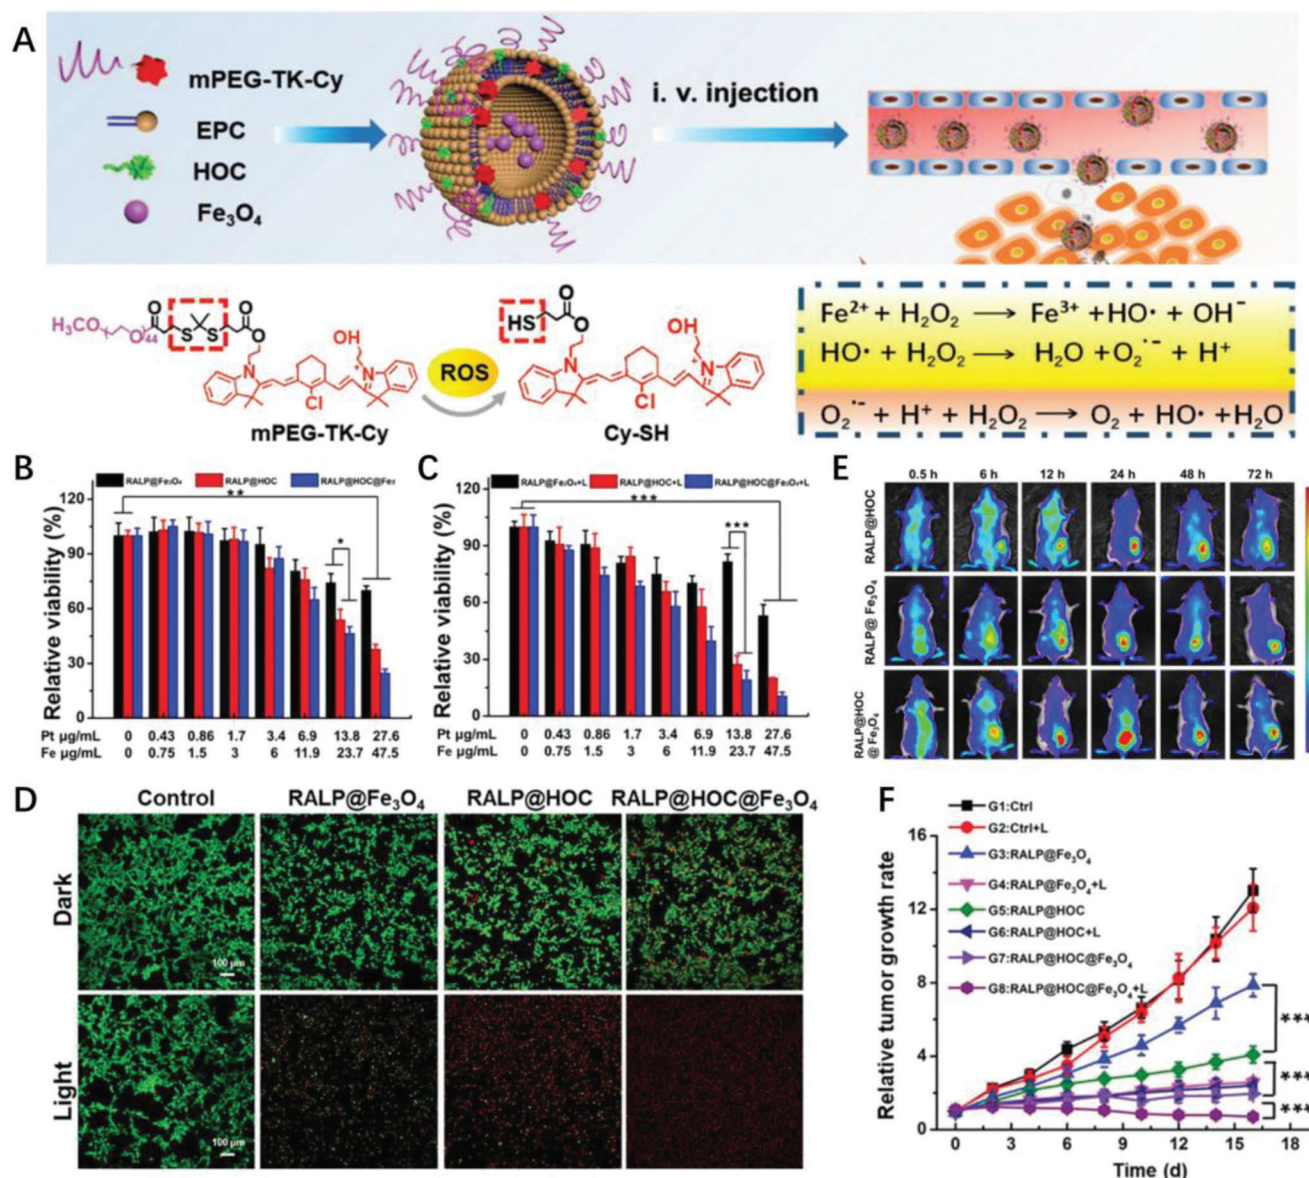 A
mPEG-TK-Cy
EPC
HOC
Fe₃O₄
i. v. injection
H₃CO
O
44
O
S
S
O
O
OH
N
N
+
Cl
mPEG-TK-Cy
ROS
HS
O
O
OH
N
N
+
Cl
Cy-SH
Fe²⁺ + H₂O₂ → Fe³⁺ +HO· + OH⁻
HO· + H₂O₂ → H₂O +O₂·⁻ + H⁺
O₂·⁻ + H⁺ + H₂O₂ → O₂ + HO· +H₂O
B
RALP@Fe₃O₄ RALP@HOC RALP@HOC@Fe₃
**
*
Relative viability (%)
120
90
60
30
0
Pt μg/mL 0 0.43 0.86 1.7 3.4 6.9 13.8 27.6
Fe μg/mL 0 0.75 1.5 3 6 11.9 23.7 47.5
C
RALP@Fe₃O₄+L RALP@HOC+L RALP@HOC@Fe₃O₄+L
***
***
Relative viability (%)
120
90
60
30
0
Pt μg/mL 0 0.43 0.86 1.7 3.4 6.9 13.8 27.6
Fe μg/mL 0 0.75 1.5 3 6 11.9 23.7 47.5
E
0.5 h 6 h 12 h 24 h 48 h 72 h
RALP@HOC
RALP@ Fe₃O₄
RALP@HOC
@ Fe₃O₄
D
Control RALP@Fe₃O₄ RALP@HOC RALP@HOC@Fe₃O₄
Dark
100 μm
Light
100 μm
F
G1:Ctrl
G2:Ctrl+L
G3:RALP@Fe₃O₄
G4:RALP@Fe₃O₄+L
G5:RALP@HOC
G6:RALP@HOC+L
G7:RALP@HOC@Fe₃O₄
G8:RALP@HOC@Fe₃O₄+L
***
***
***
Relative tumor growth rate
16
12
8
4
0
0 3 6 9 12 15 18
Time (d)